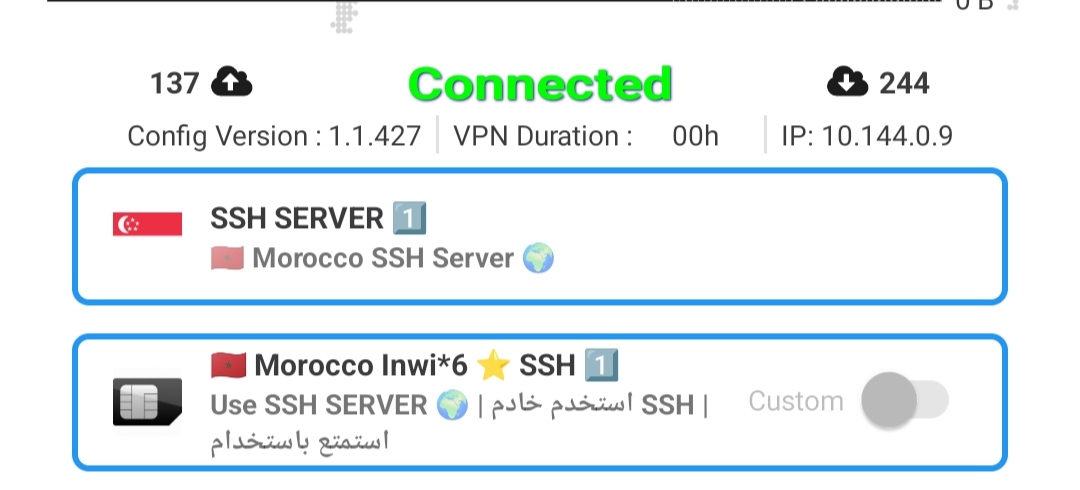 0 B
137 Connected 244
Config Version : 1.1.427 VPN Duration : 00h IP: 10.144.0.9
SSH SERVER 1️⃣
🇲🇦 Morocco SSH Server 🌍
🇲🇦 Morocco Inwi*6 ⭐ SSH 1️⃣
Use SSH SERVER 🌍 | استخدم خادم SSH |
استمتع باستخدام
Custom